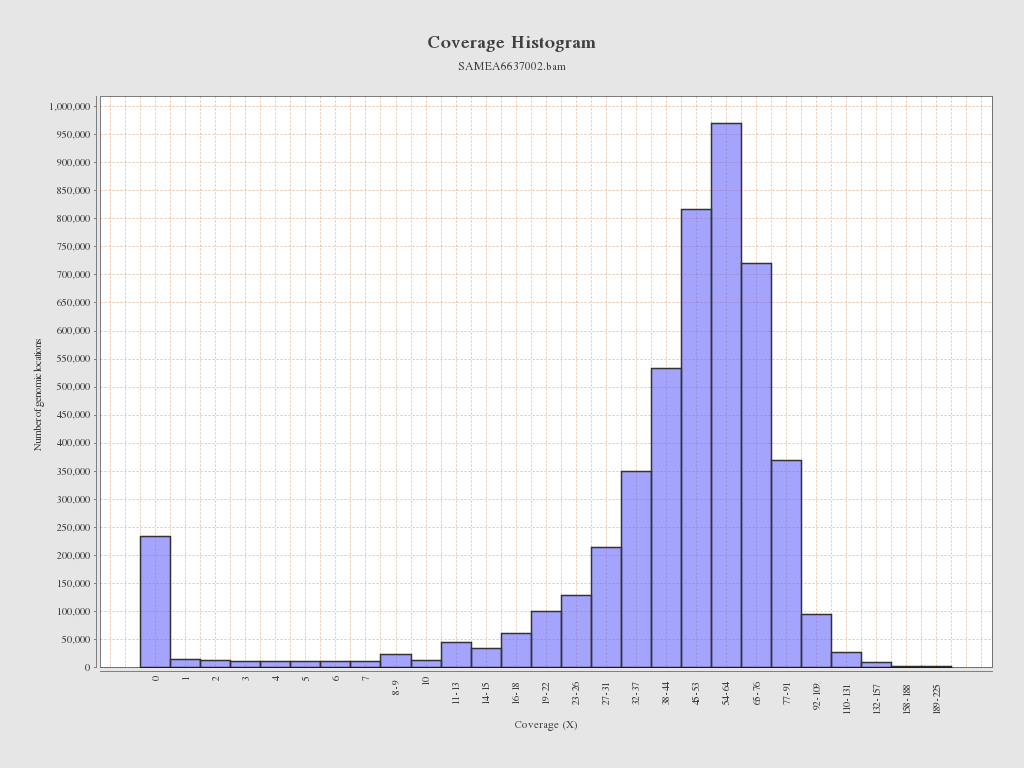 Coverage Histogram
SAMEA6637002.bam
1,000,000
950,000
900,000
850,000
800,000
750,000
700,000
650,000
600,000
550,000
500,000
450,000
400,000
350,000
300,000
250,000
200,000
150,000
100,000
50,000
0
Number of genomic locations
0
1
2
3
4
5
6
7
8 - 9
10
11 - 13
14 - 15
16 - 18
19 - 22
23 - 26
27 - 31
32 - 37
38 - 44
45 - 53
54 - 64
65 - 76
77 - 91
92 - 109
110 - 131
132 - 157
158 - 188
189 - 225
Coverage (X)